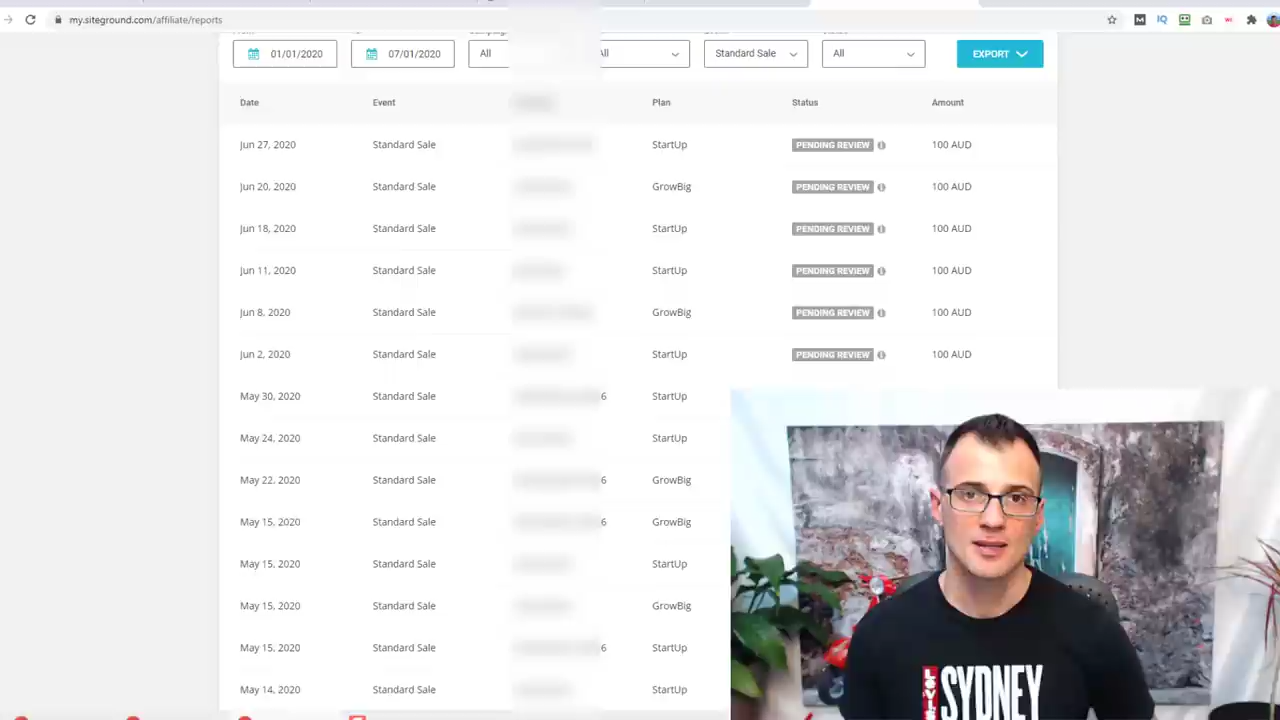 my.siteground.com/affiliate/reports
01/01/2020 07/01/2020 All All Standard Sale All EXPORT
Date Event Plan Status Amount
Jun 27, 2020 Standard Sale StartUp PENDING REVIEW 100 AUD
Jun 20, 2020 Standard Sale GrowBig PENDING REVIEW 100 AUD
Jun 18, 2020 Standard Sale StartUp PENDING REVIEW 100 AUD
Jun 11, 2020 Standard Sale StartUp PENDING REVIEW 100 AUD
Jun 8, 2020 Standard Sale GrowBig PENDING REVIEW 100 AUD
Jun 2, 2020 Standard Sale StartUp PENDING REVIEW 100 AUD
May 30, 2020 Standard Sale 6 StartUp
May 24, 2020 Standard Sale StartUp
May 22, 2020 Standard Sale 6 GrowBig
May 15, 2020 Standard Sale 6 GrowBig
May 15, 2020 Standard Sale StartUp
May 15, 2020 Standard Sale GrowBig
May 15, 2020 Standard Sale 6 StartUp
May 14, 2020 Standard Sale StartUp
SYDNEY